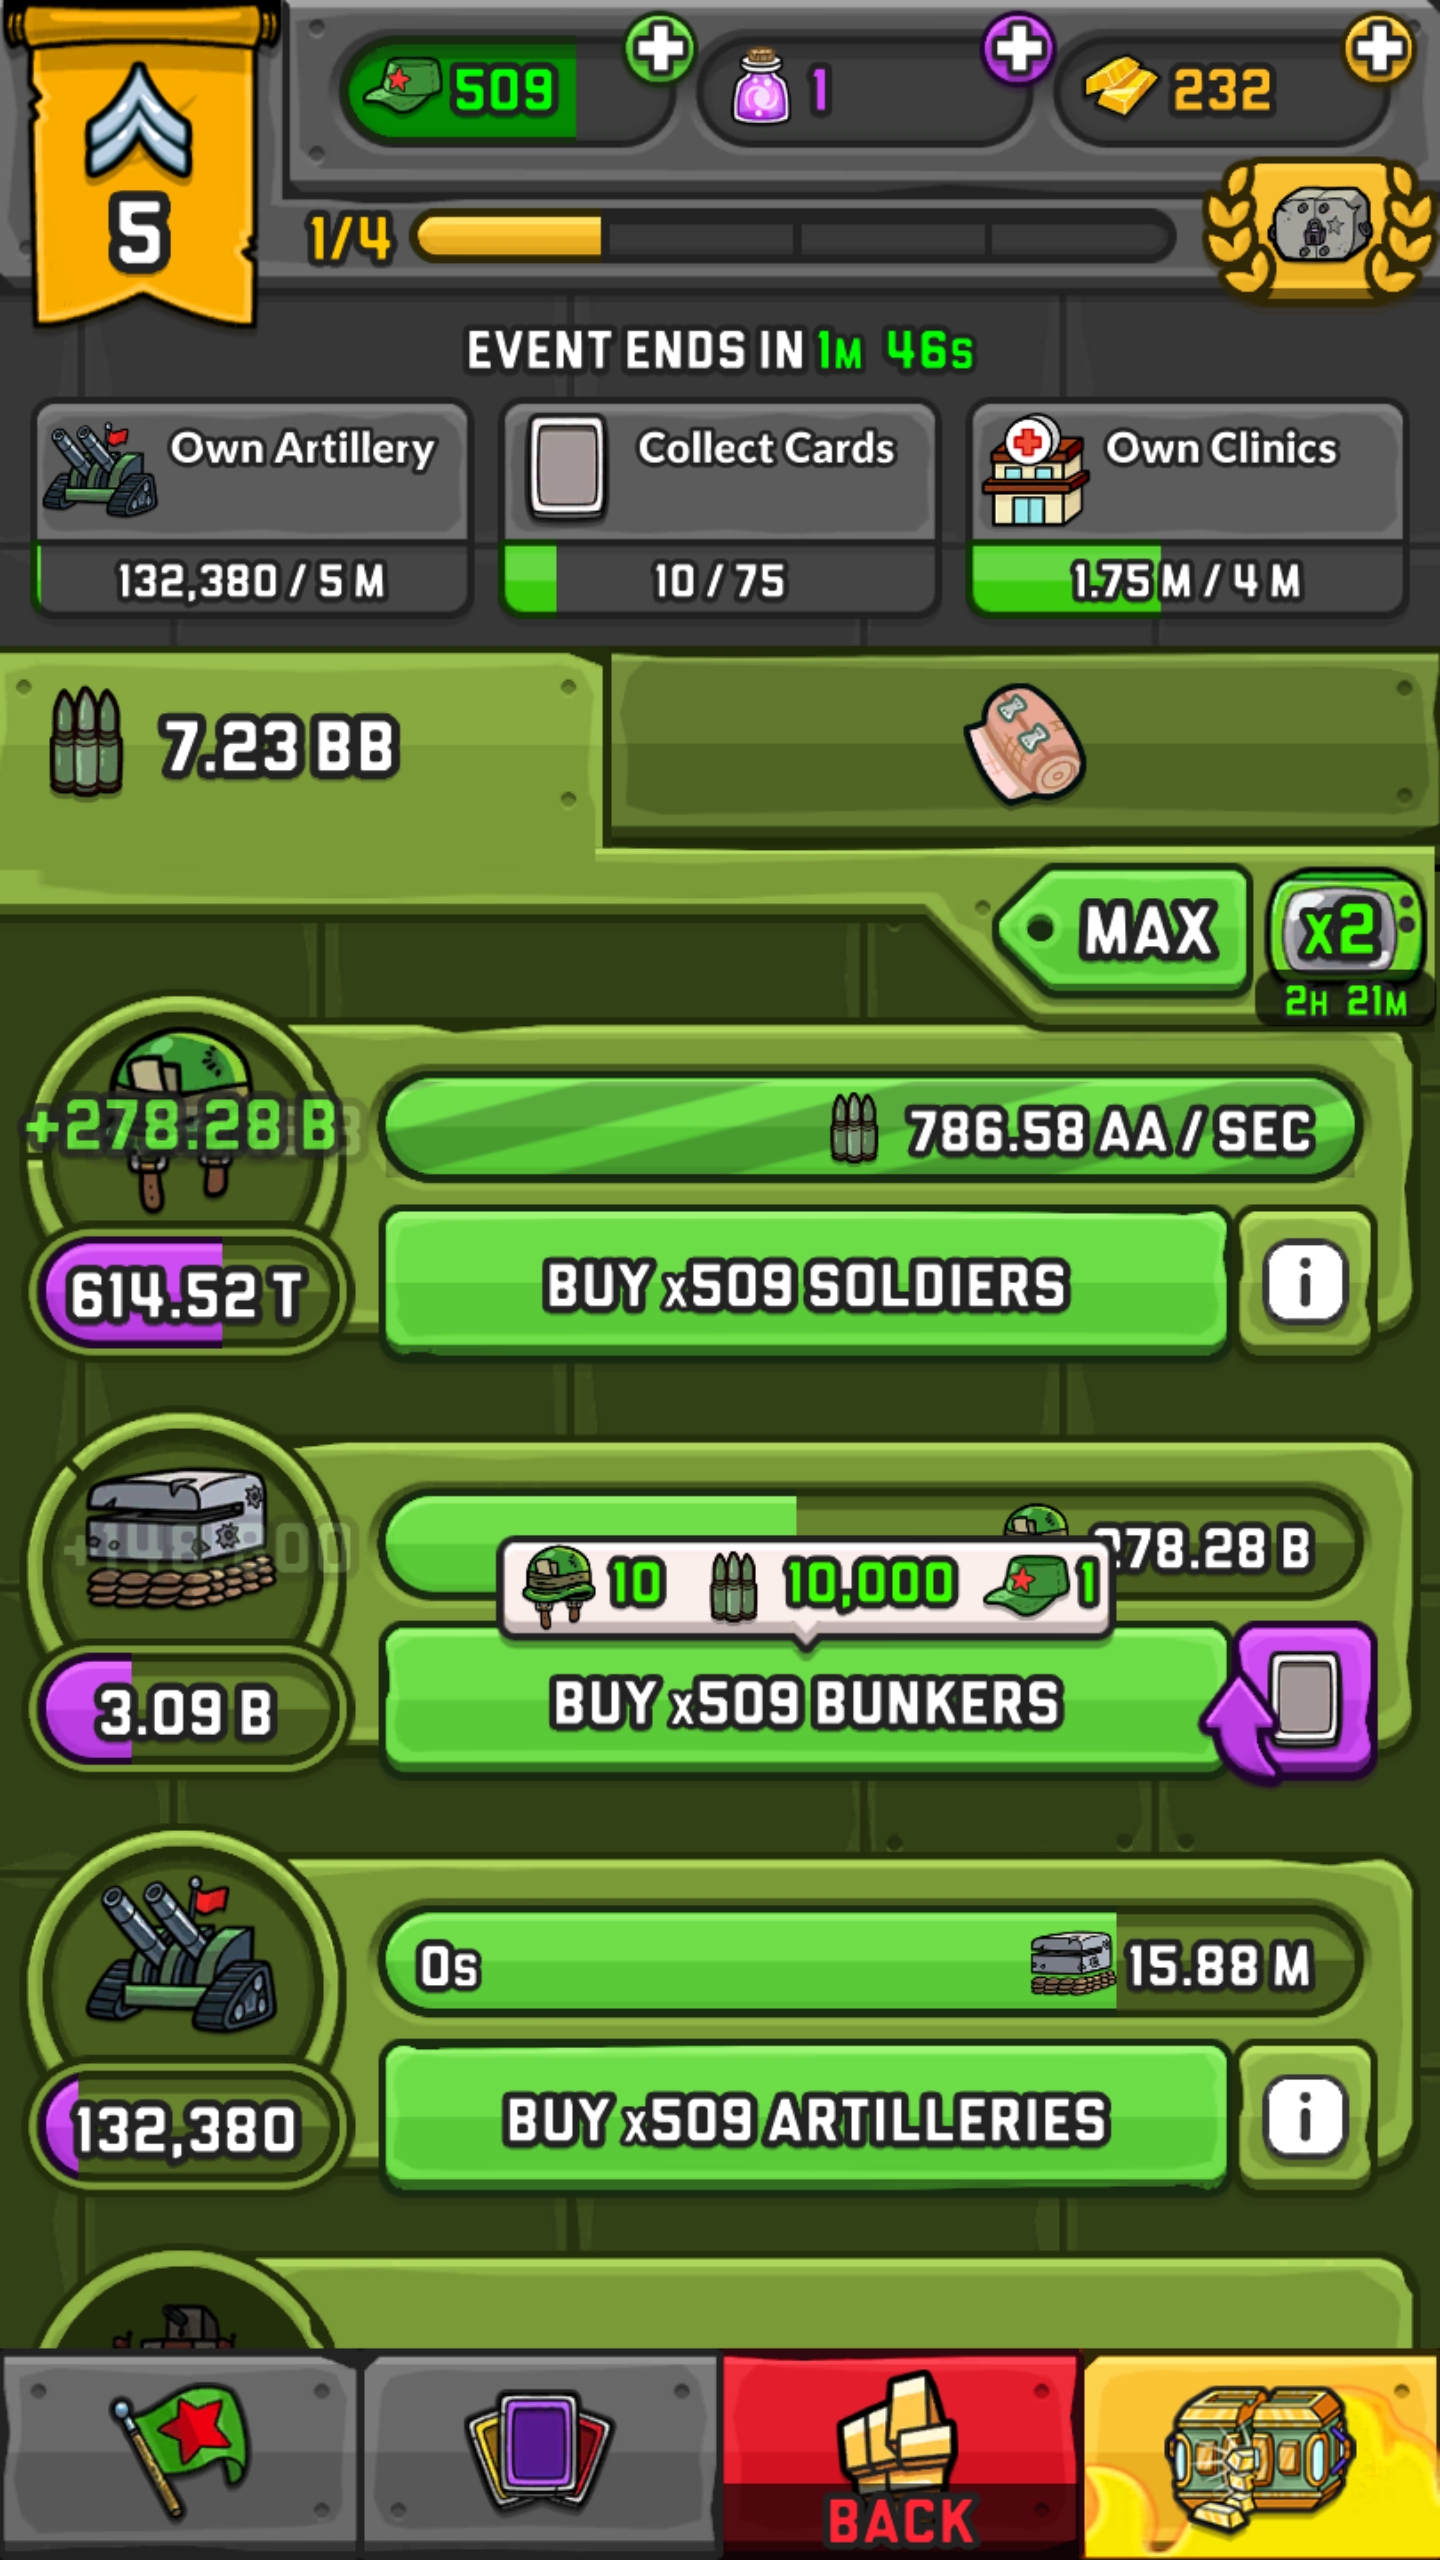 509
1
232
5
1/4
EVENT ENDS IN 1M 46S
Own Artillery
132,380 / 5 M
Collect Cards
10 / 75
Own Clinics
1.75 M / 4 M
7.23 BB
MAX
x2
2H 21M
+278.28 B
786.58 AA / SEC
614.52 T
BUY x509 SOLDIERS
i
278.28 B
10 10,000 1
3.09 B
BUY x509 BUNKERS
0s
15.88 M
132,380
BUY x509 ARTILLERIES
i
BACK